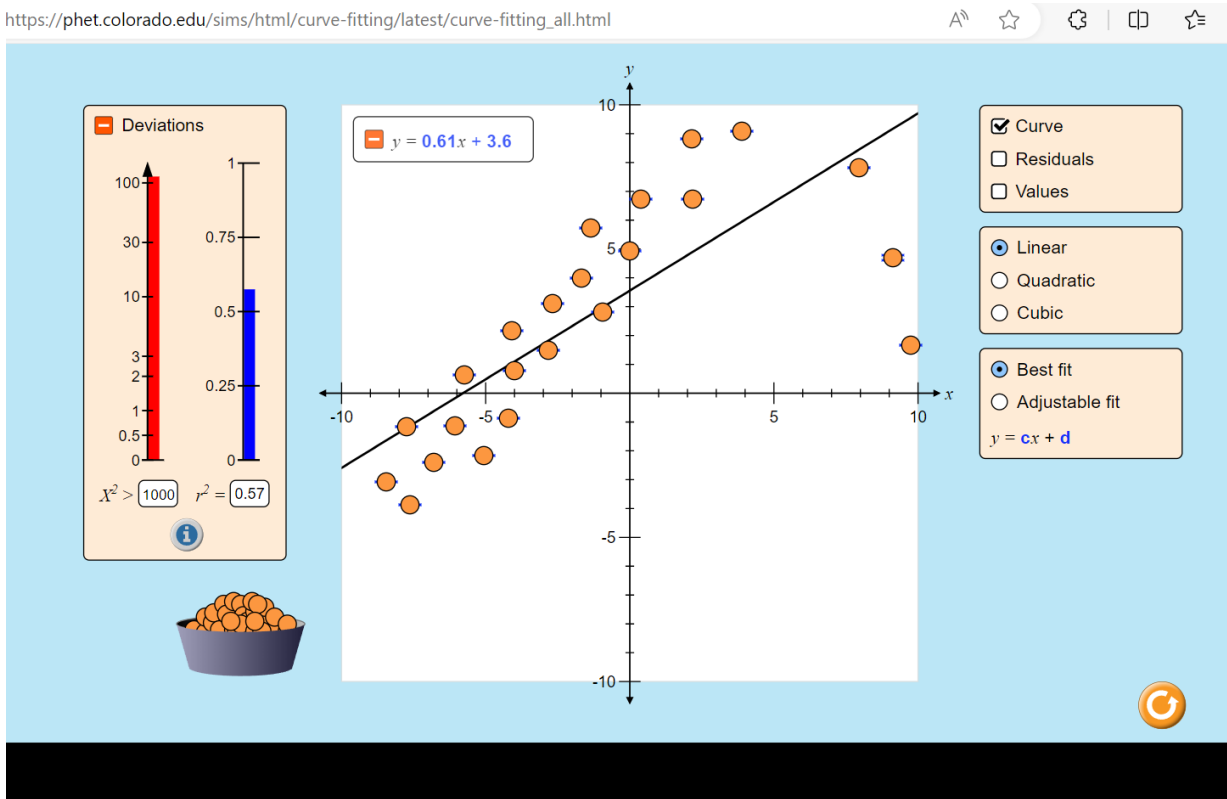 https://phet.colorado.edu/sims/html/curve-fitting/latest/curve-fitting_all.html
A
Deviations
100
30
10
3
2
1
0.5
0
1
0.75
0.5
0.25
0
X² > 1000
r² = 0.57
i
y = 0.61x + 3.6
y
10
5
-5
-10
-10
-5
5
10
x
Curve
Residuals
Values
Linear
Quadratic
Cubic
Best fit
Adjustable fit
y = cx + d